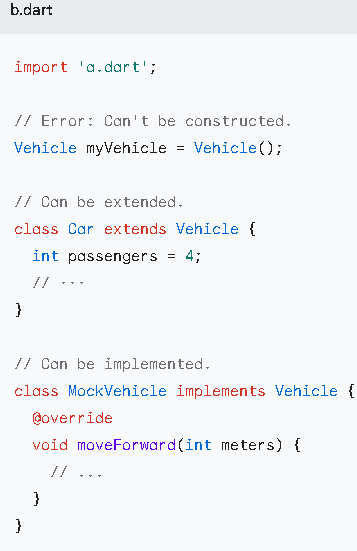 b.dart
import 'a.dart';
// Error: Can't be constructed.
Vehicle myVehicle = Vehicle();
// Can be extended.
class Car extends Vehicle {
  int passengers = 4;
  // ···
}
// Can be implemented.
class MockVehicle implements Vehicle {
  @override
  void moveForward(int meters) {
    // ...
  }
}